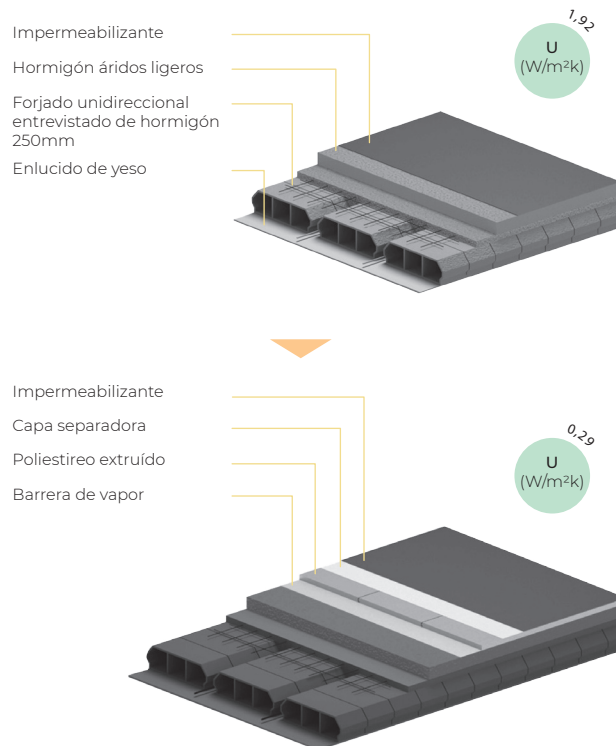 Impermeabilizante
Hormigón áridos ligeros
Forjado unidireccional
entrevistado de hormigón
250mm
Enlucido de yeso
1,92
U
(W/m²k)
Impermeabilizante
Capa separadora
Poliestireo extruído
Barrera de vapor
0,29
U
(W/m²k)